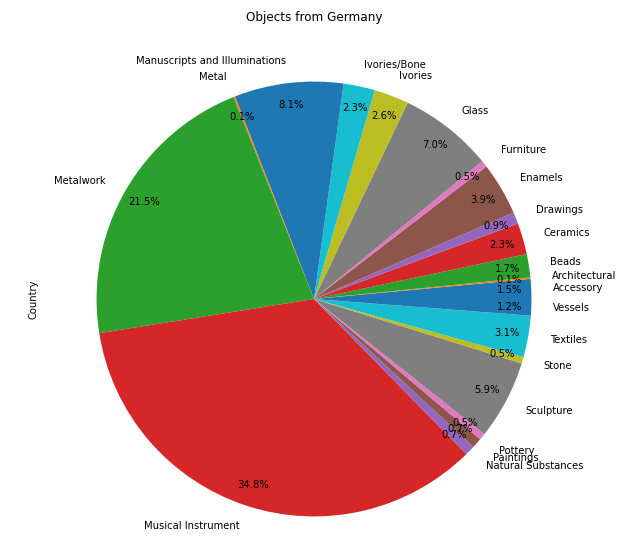 Objects from Germany
Manuscripts and Illuminations
Ivories/Bone
Ivories
Metal
Glass
Furniture
Metalwork
Enamels
Drawings
Ceramics
Beads
Architectural
Accessory
Vessels
Textiles
Stone
Sculpture
Pottery
Paintings
Natural Substances
Musical Instrument
Country
8.1%
2.3%
2.6%
0.1%
7.0%
0.5%
21.5%
3.9%
0.9%
2.3%
1.7%
0.1%
1.5%
1.2%
3.1%
0.5%
5.9%
0.5%
0.7%
0.7%
34.8%